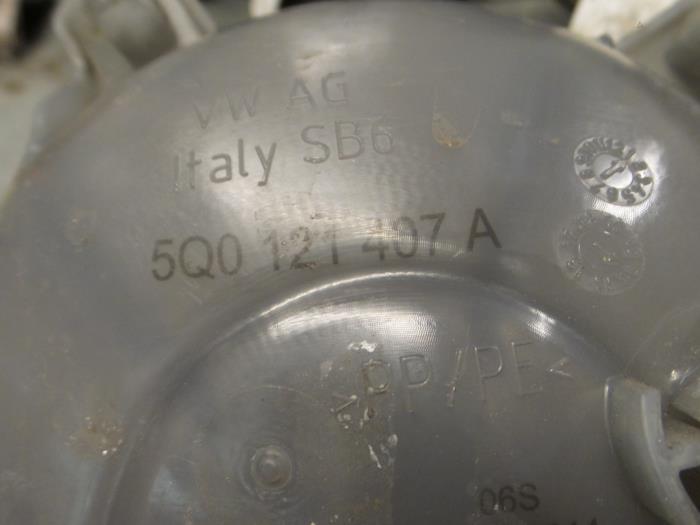 VW AG
Italy SB6
5Q0 121 407 A
>PP/PE<
06S